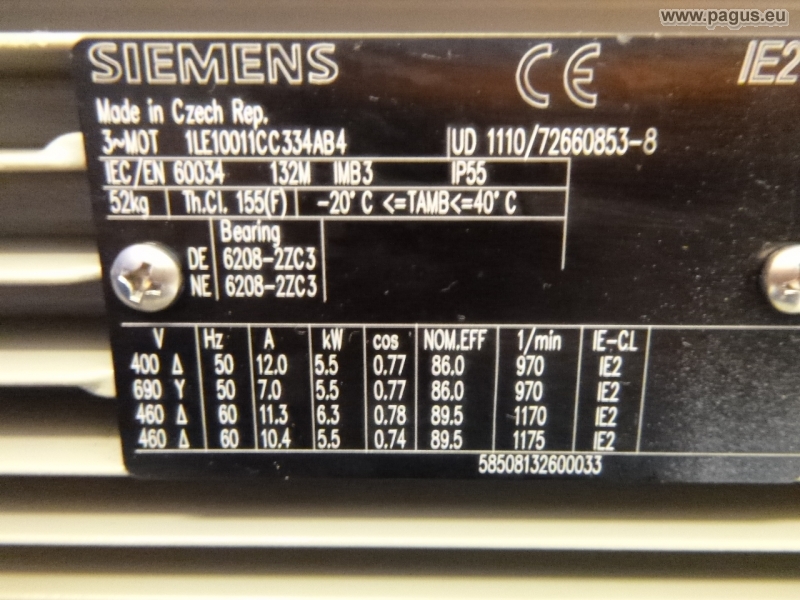 www.pagus.eu
SIEMENS CE IE2
Made in Czech Rep.
3~MOT 1LE10011CC334AB4 UD 1110/72660853-8
IEC/EN 60034 132M IMB3 IP55
52kg Th.Cl. 155(F) -20° C <=TAMB<=40° C
Bearing
DE 6208-2ZC3
NE 6208-2ZC3
V Hz A kW cos NOM.EFF 1/min IE-CL
400 Δ 50 12.0 5.5 0.77 86.0 970 IE2
690 Y 50 7.0 5.5 0.77 86.0 970 IE2
460 Δ 60 11.3 6.3 0.78 89.5 1170 IE2
460 Δ 60 10.4 5.5 0.74 89.5 1175 IE2
58508132600033